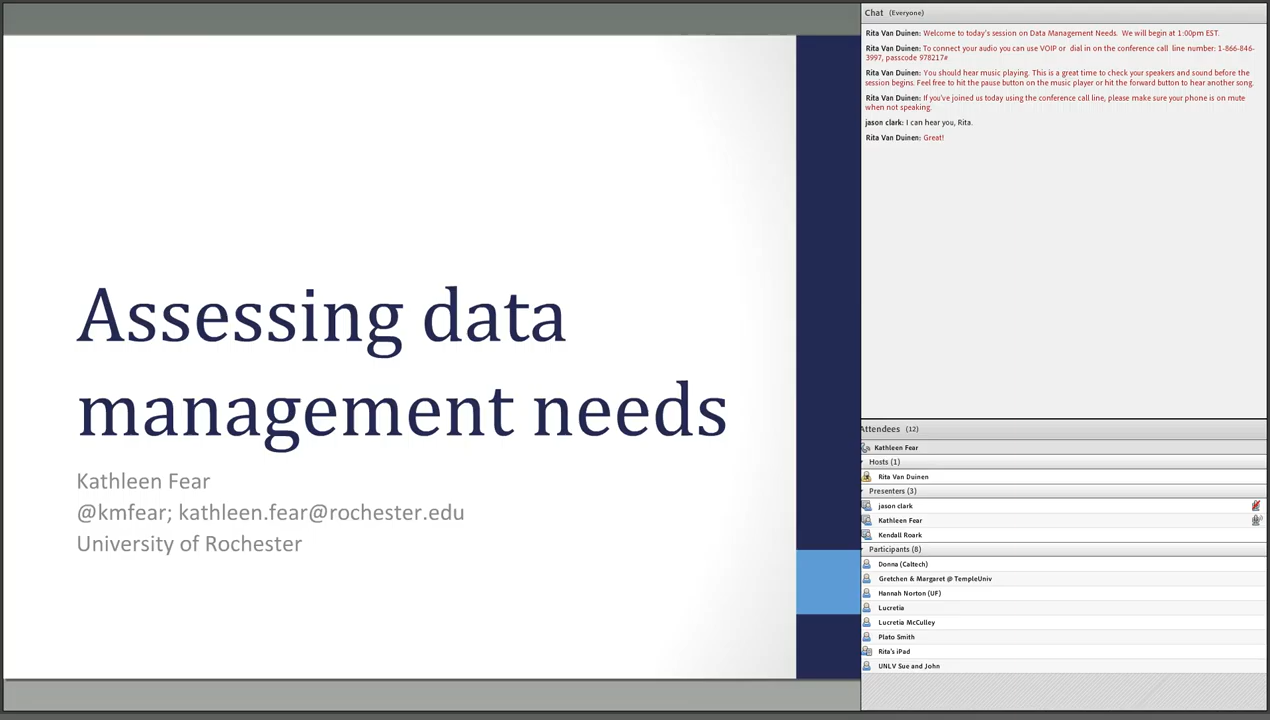 Assessing data
management needs
Kathleen Fear
@kmfear; kathleen.fear@rochester.edu
University of Rochester
Chat (Everyone)
Rita Van Duinen: Welcome to today's session on Data Management Needs. We will begin at 1:00pm EST.
Rita Van Duinen: To connect your audio you can use VOIP or dial in on the conference call line number: 1-866-846-
3997, passcode 978217#
Rita Van Duinen: You should hear music playing. This is a great time to check your speakers and sound before the
session begins. Feel free to hit the pause button on the music player or hit the forward button to hear another song.
Rita Van Duinen: If you've joined us today using the conference call line, please make sure your phone is on mute
when not speaking.
jason clark: I can hear you, Rita.
Rita Van Duinen: Great!
Attendees (12)
Kathleen Fear
Hosts (1)
Rita Van Duinen
Presenters (3)
jason clark
Kathleen Fear
Kendall Roark
Participants (8)
Donna (Caltech)
Gretchen & Margaret @ TempleUniv
Hannah Norton (UF)
Lucretia
Lucretia McCulley
Plato Smith
Rita's iPad
UNLV Sue and John